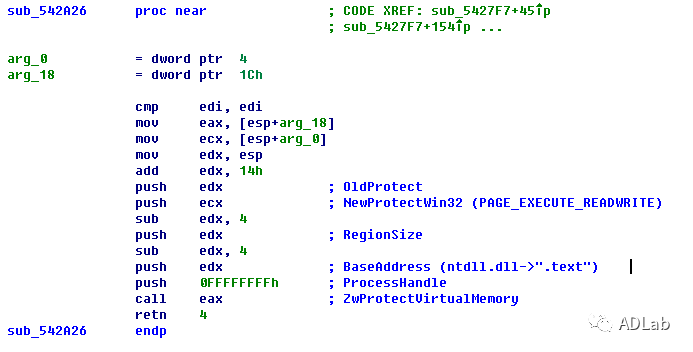 sub_542A26 proc near ; CODE XREF: sub_5427F7+45↑p
; sub_5427F7+154↑p ...
arg_0 = dword ptr 4
arg_18 = dword ptr 1Ch
cmp edi, edi
mov eax, [esp+arg_18]
mov ecx, [esp+arg_0]
mov edx, esp
add edx, 14h
push edx ; OldProtect
push ecx ; NewProtectWin32 (PAGE_EXECUTE_READWRITE)
sub edx, 4
push edx ; RegionSize
sub edx, 4
push edx ; BaseAddress (ntdll.dll->".text")
push 0FFFFFFFFh ; ProcessHandle
call eax ; ZwProtectVirtualMemory
retn 4
sub_542A26 endp
ADLab